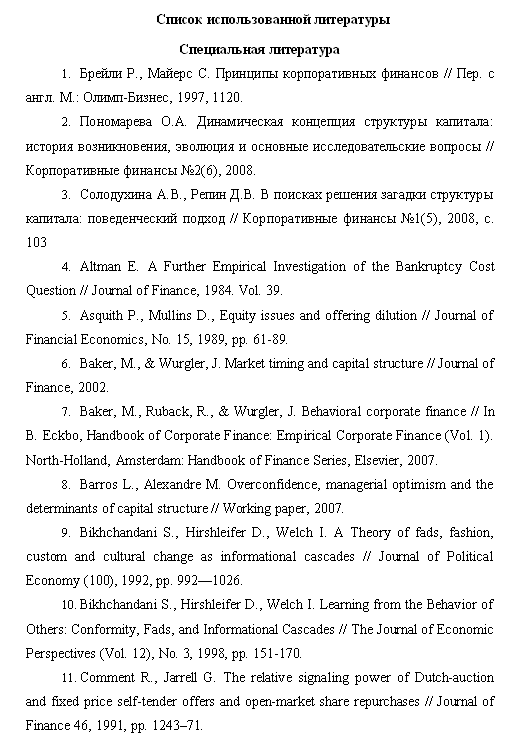 Список использованной литературы
Специальная литература
1. Брейли Р., Майерс С. Принципы корпоративных финансов // Пер. с
англ. М.: Олимп-Бизнес, 1997, 1120.
2. Пономарева О.А. Динамическая концепция структуры капитала:
история возникновения, эволюция и основные исследовательские вопросы //
Корпоративные финансы №2(6), 2008.
3. Солодухина А.В., Репин Д.В. В поисках решения загадки структуры
капитала: поведенческий подход // Корпоративные финансы №1(5), 2008, с.
103
4. Altman E. A Further Empirical Investigation of the Bankruptcy Cost
Question // Journal of Finance, 1984. Vol. 39.
5. Asquith P., Mullins D., Equity issues and offering dilution // Journal of
Financial Economics, No. 15, 1989, pp. 61-89.
6. Baker, M., & Wurgler, J. Market timing and capital structure // Journal of
Finance, 2002.
7. Baker, M., Ruback, R., & Wurgler, J. Behavioral corporate finance // In
B. Eckbo, Handbook of Corporate Finance: Empirical Corporate Finance (Vol. 1).
North-Holland, Amsterdam: Handbook of Finance Series, Elsevier, 2007.
8. Barros L., Alexandre M. Overconfidence, managerial optimism and the
determinants of capital structure // Working paper, 2007.
9. Bikhchandani S., Hirshleifer D., Welch I. A Theory of fads, fashion,
custom and cultural change as informational cascades // Journal of Political
Economy (100), 1992, pp. 992—1026.
10. Bikhchandani S., Hirshleifer D., Welch I. Learning from the Behavior of
Others: Conformity, Fads, and Informational Cascades // The Journal of Economic
Perspectives (Vol. 12), No. 3, 1998, pp. 151-170.
11. Comment R., Jarrell G. The relative signaling power of Dutch-auction
and fixed price self-tender offers and open-market share repurchases // Journal of
Finance 46, 1991, pp. 1243–71.